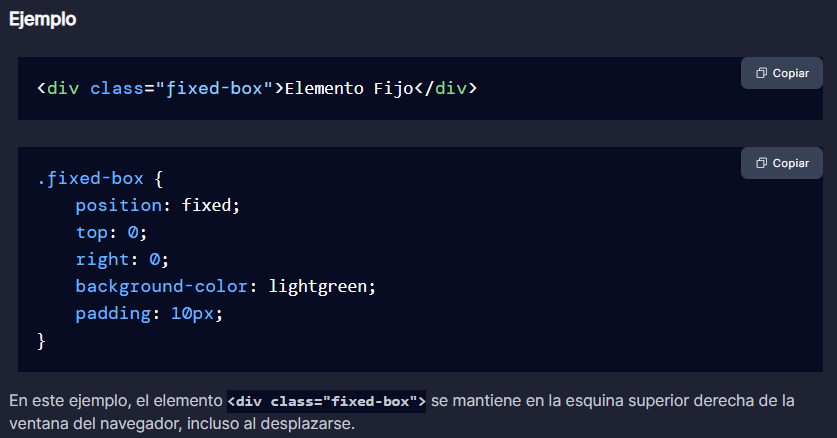 Ejemplo
Copiar
<div class="fixed-box">Elemento Fijo</div>
Copiar
.fixed-box {
    position: fixed;
    top: 0;
    right: 0;
    background-color: lightgreen;
    padding: 10px;
}
En este ejemplo, el elemento <div class="fixed-box"> se mantiene en la esquina superior derecha de la
ventana del navegador, incluso al desplazarse.